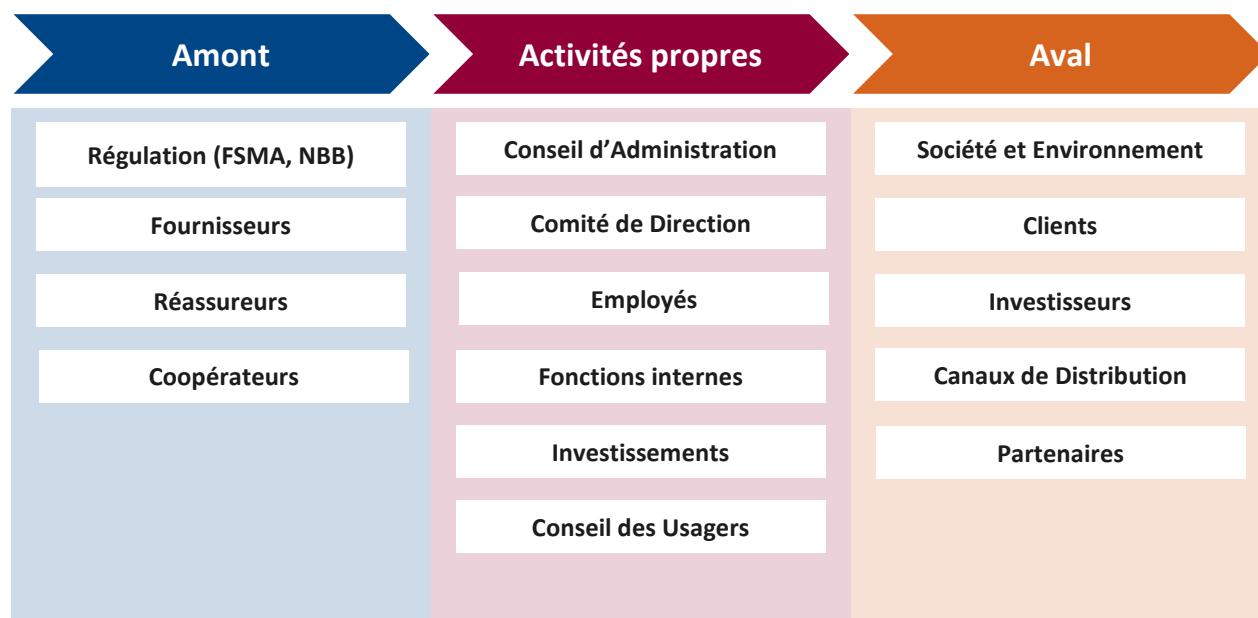 Amont
Activités propres
Aval
Régulation (FSMA, NBB)
Fournisseurs
Réassureurs
Coopérateurs
Conseil d’Administration
Comité de Direction
Employés
Fonctions internes
Investissements
Conseil des Usagers
Société et Environnement
Clients
Investisseurs
Canaux de Distribution
Partenaires